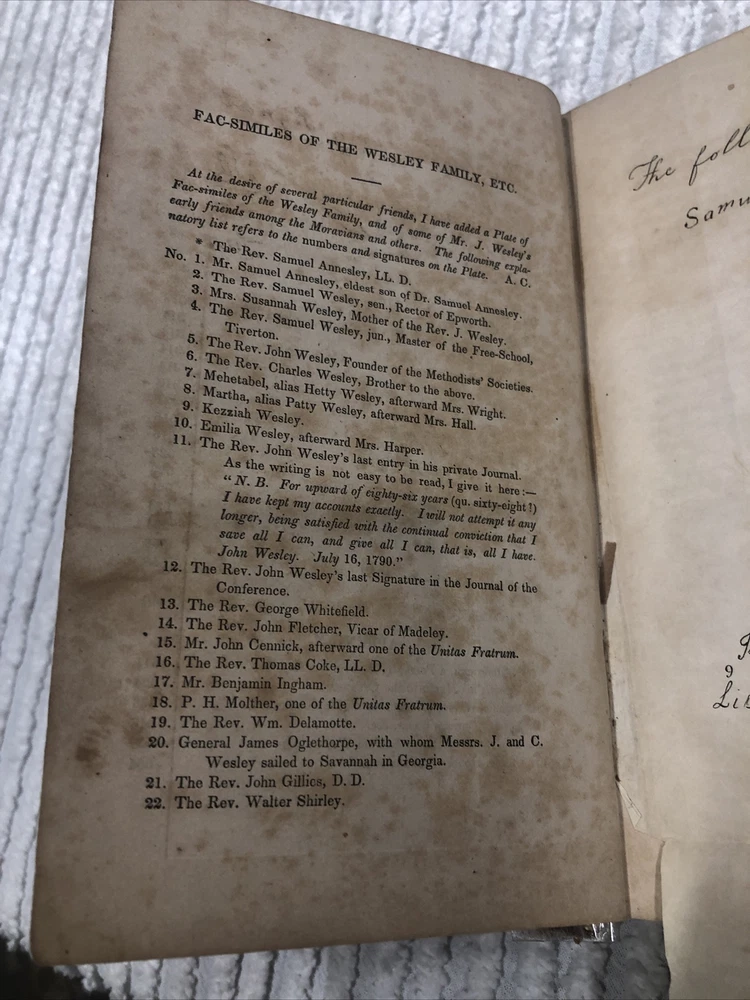 FAC-SIMILES OF THE WESLEY FAMILY, ETC.
At the desire of several particular friends, I have added a Plate of
Fac-similes of the Wesley Family, and of some of Mr. J. Wesley's
early friends among the Moravians and others. The following expla-
natory list refers to the numbers and signatures on the Plate. A. C.
* The Rev. Samuel Annesley, LL. D.
No. 1. Mr. Samuel Annesley, eldest son of Dr. Samuel Annesley.
2. The Rev. Samuel Wesley, sen., Rector of Epworth.
3. Mrs. Susannah Wesley, Mother of the Rev. J. Wesley.
4. The Rev. Samuel Wesley, jun., Master of the Free-School,
Tiverton.
5. The Rev. John Wesley, Founder of the Methodists' Societies.
6. The Rev. Charles Wesley, Brother to the above.
7. Mehetabel, alias Hetty Wesley, afterward Mrs. Wright.
8. Martha, alias Patty Wesley, afterward Mrs. Hall.
9. Kezziah Wesley.
10. Emilia Wesley, afterward Mrs. Harper.
11. The Rev. John Wesley's last entry in his private Journal.
As the writing is not easy to be read, I give it here:—
"N. B. For upward of eighty-six years (qu. sixty-eight?)
I have kept my accounts exactly. I will not attempt it any
longer, being satisfied with the continual conviction that I
save all I can, and give all I can, that is, all I have.
John Wesley. July 16, 1790."
12. The Rev. John Wesley's last Signature in the Journal of the
Conference.
13. The Rev. George Whitefield.
14. The Rev. John Fletcher, Vicar of Madeley.
15. Mr. John Cennick, afterward one of the Unitas Fratrum.
16. The Rev. Thomas Coke, LL. D.
17. Mr. Benjamin Ingham.
18. P. H. Molther, one of the Unitas Fratrum.
19. The Rev. Wm. Delamotte.
20. General James Oglethorpe, with whom Messrs. J. and C.
Wesley sailed to Savannah in Georgia.
21. The Rev. John Gillies, D. D.
22. The Rev. Walter Shirley.
The foll
Samu
9